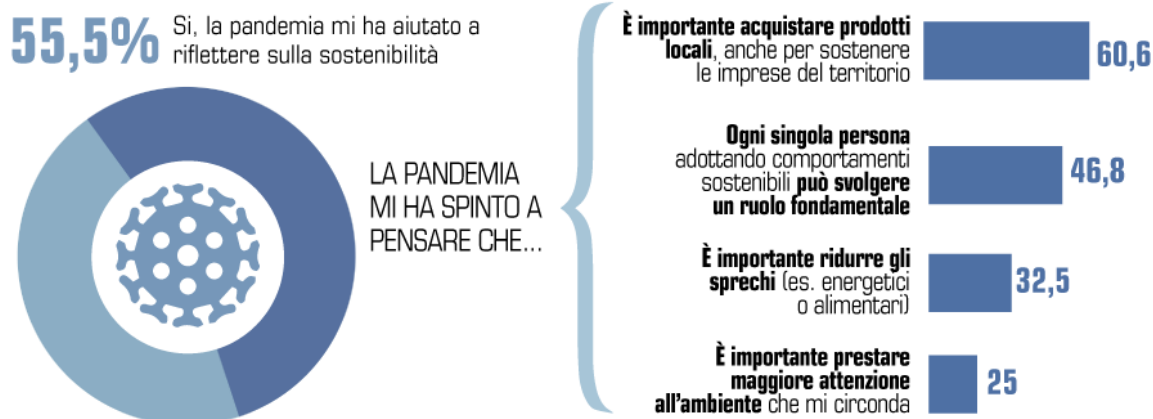 55,5% Si, la pandemia mi ha aiutato a
riflettere sulla sostenibilità
LA PANDEMIA
MI HA SPINTO A
PENSARE CHE...
È importante acquistare prodotti
locali, anche per sostenere
le imprese del territorio
60,6
Ogni singola persona
adottando comportamenti
sostenibili può svolgere
un ruolo fondamentale
46,8
È importante ridurre gli
sprechi (es. energetici
o alimentari)
32,5
È importante prestare
maggiore attenzione
all'ambiente che mi circonda
25